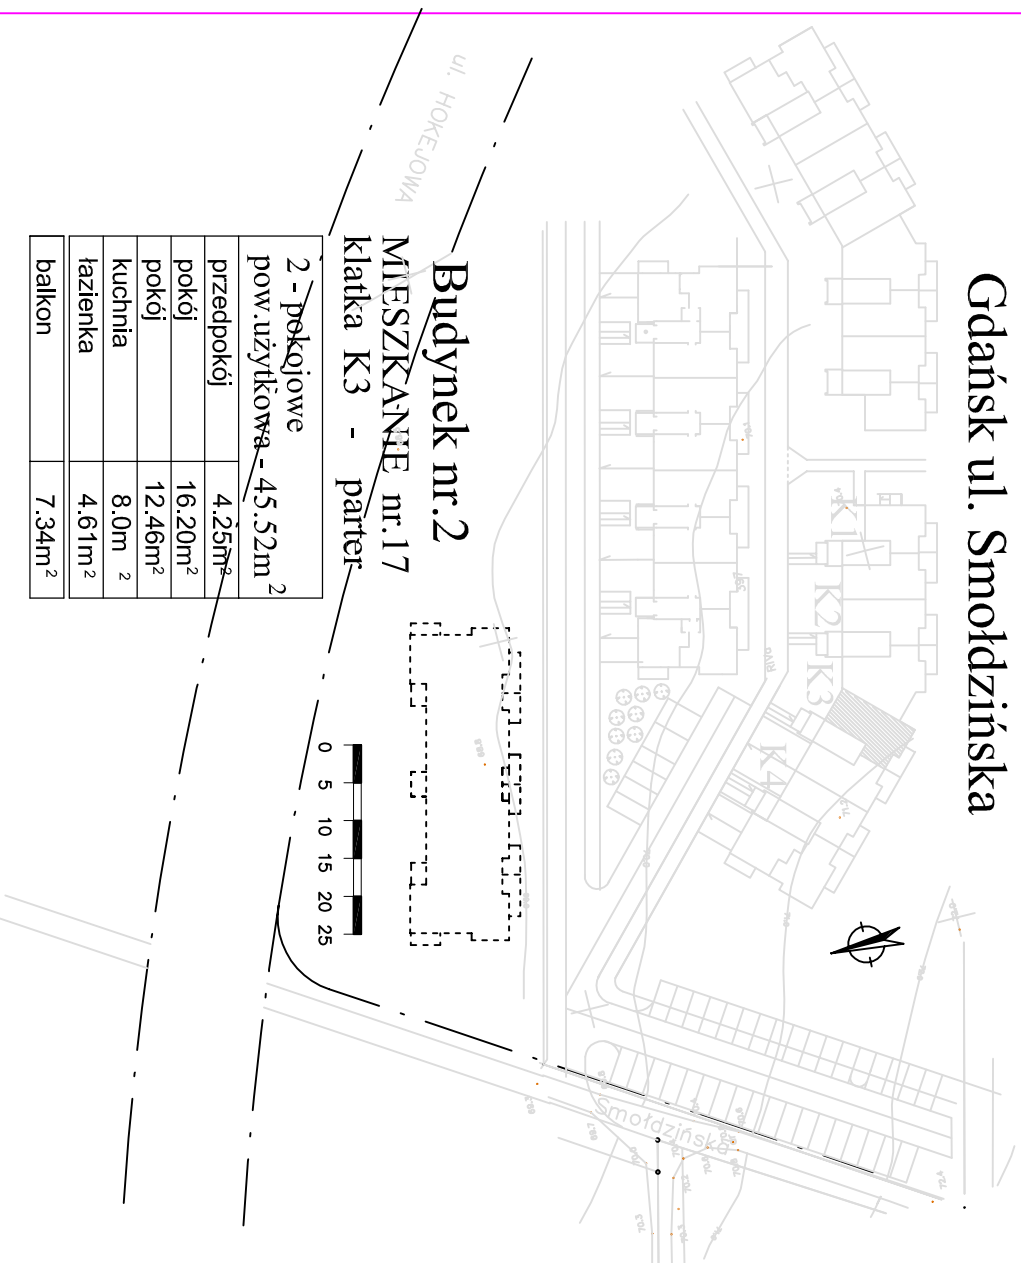 Gdańsk ul. Smołdzińska
ul. HOKEJOWA
K1
K2
K3
K4
Budynek nr.2
MIESZKANIE nr.17
klatka K3 - parter
2 - pokojowe
pow.użytkowa - 45.52m²
przedpokój 4.25m²
pokój 16.20m²
pokój 12.46m²
kuchnia 8.0m ²
łazienka 4.61m²
balkon 7.34m²
0 5 10 15 20 25
Smołdzińska